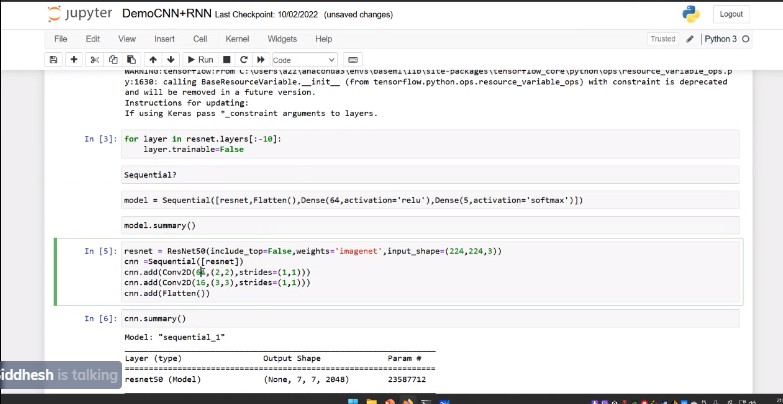 jupyter DemoCNN+RNN Last Checkpoint: 10/02/2022 (unsaved changes) Logout
File Edit View Insert Cell Kernel Widgets Help Trusted Python 3
Run Code
WARNING:tensorflow:From C:\Users\azz\anaconda3\envs\baseml\lib\site-packages\tensorflow_core\python\ops\resource_variable_ops.p
y:1630: calling BaseResourceVariable.__init__ (from tensorflow.python.ops.resource_variable_ops) with constraint is deprecated
and will be removed in a future version.
Instructions for updating:
If using Keras pass *_constraint arguments to layers.
In [3]: for layer in resnet.layers[:-10]:
layer.trainable=False
Sequential?
model = Sequential([resnet,Flatten(),Dense(64,activation='relu'),Dense(5,activation='softmax')])
model.summary()
In [5]: resnet = ResNet50(include_top=False,weights='imagenet',input_shape=(224,224,3))
cnn =Sequential([resnet])
cnn.add(Conv2D(64,(2,2),strides=(1,1)))
cnn.add(Conv2D(16,(3,3),strides=(1,1)))
cnn.add(Flatten())
In [6]: cnn.summary()
Model: "sequential_1"
Layer (type) Output Shape Param #
resnet50 (Model) (None, 7, 7, 2048) 23587712
iddhesh is talking